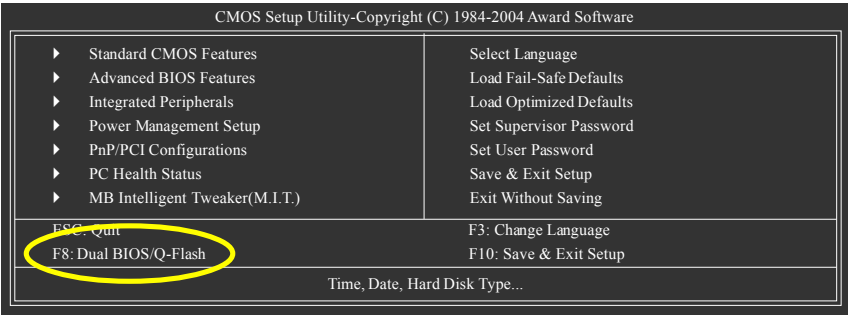 CMOS Setup Utility-Copyright (C) 1984-2004 Award Software
Standard CMOS Features
Advanced BIOS Features
Integrated Peripherals
Power Management Setup
PnP/PCI Configurations
PC Health Status
MB Intelligent Tweaker(M.I.T.)
Select Language
Load Fail-Safe Defaults
Load Optimized Defaults
Set Supervisor Password
Set User Password
Save & Exit Setup
Exit Without Saving
ESC: Quit
F3: Change Language
F8: Dual BIOS/Q-Flash
F10: Save & Exit Setup
Time, Date, Hard Disk Type...